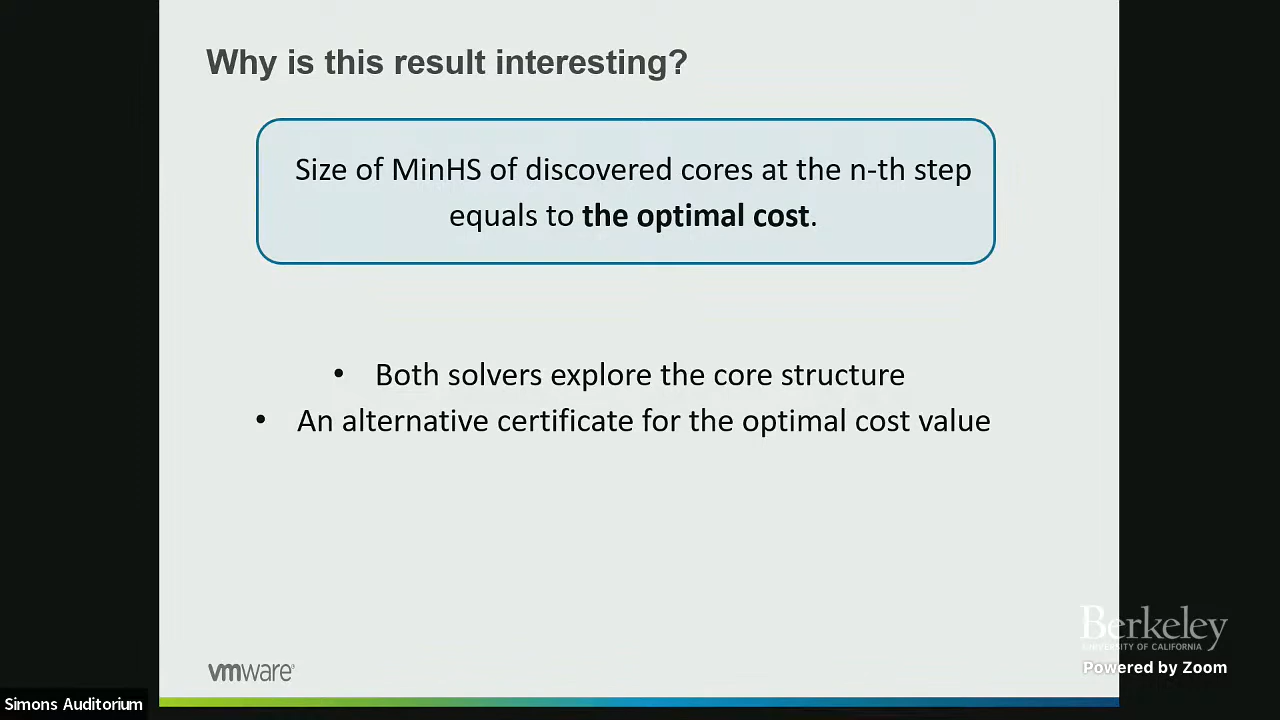 Why is this result interesting?
Size of MinHS of discovered cores at the n-th step
equals to the optimal cost.
• Both solvers explore the core structure
• An alternative certificate for the optimal cost value
vmware®
Berkeley
UNIVERSITY OF CALIFORNIA
Powered by Zoom
Simons Auditorium